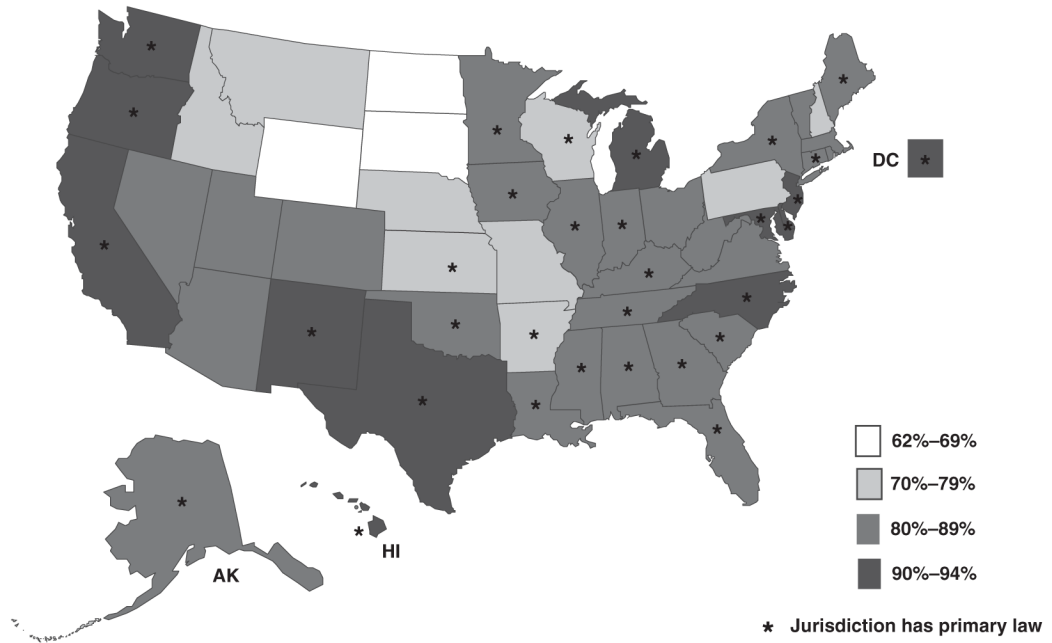 DC
62%–69%
70%–79%
80%–89%
90%–94%
HI
AK
* Jurisdiction has primary law